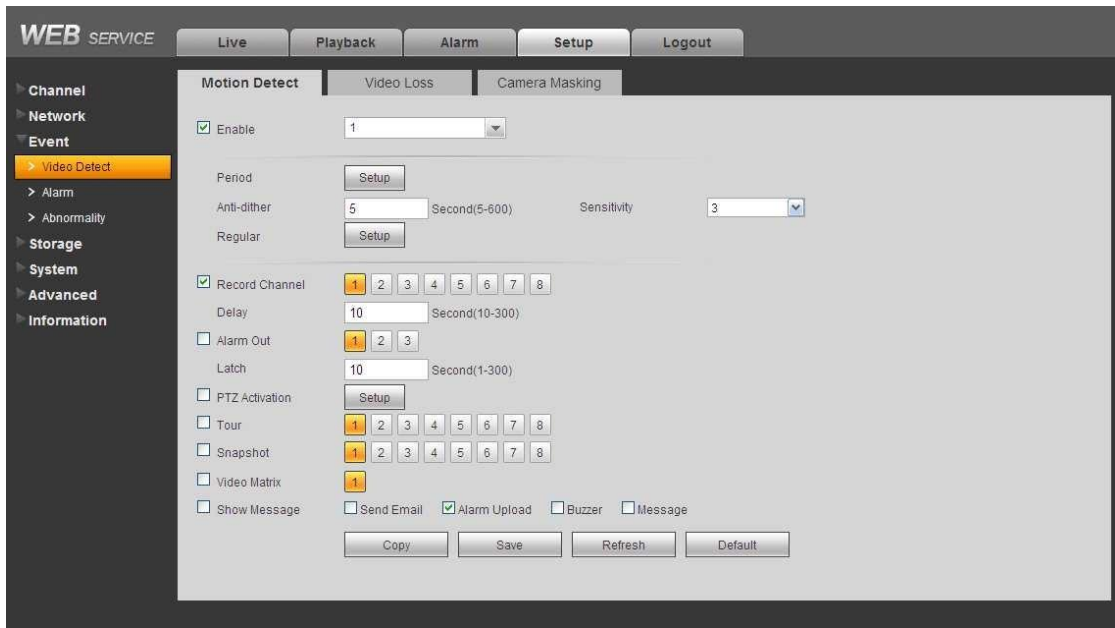 WEB SERVICE
Live Playback Alarm Setup Logout
Channel
Network
Event
> Video Detect
> Alarm
> Abnormality
Storage
System
Advanced
Information
Motion Detect Video Loss Camera Masking
Enable 1
Period Setup
Anti-dither 5 Second(5-600) Sensitivity 3
Regular Setup
Record Channel 1 2 3 4 5 6 7 8
Delay 10 Second(10-300)
Alarm Out 1 2 3
Latch 10 Second(1-300)
PTZ Activation Setup
Tour 1 2 3 4 5 6 7 8
Snapshot 1 2 3 4 5 6 7 8
Video Matrix 1
Show Message Send Email Alarm Upload Buzzer Message
Copy Save Refresh Default